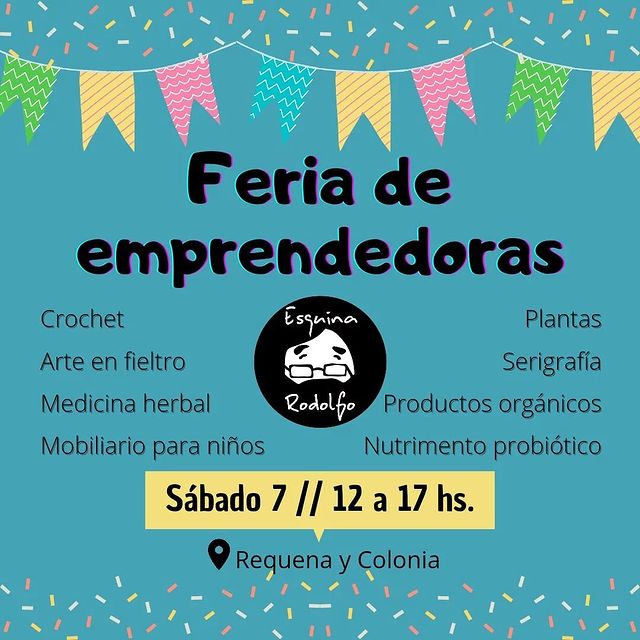 Feria de
emprendedoras
Crochet
Arte en fieltro
Medicina herbal
Mobiliario para niños
Esquina
Rodolfo
Plantas
Serigrafía
Productos orgánicos
Nutrimento probiótico
Sábado 7 // 12 a 17 hs.
Requena y Colonia